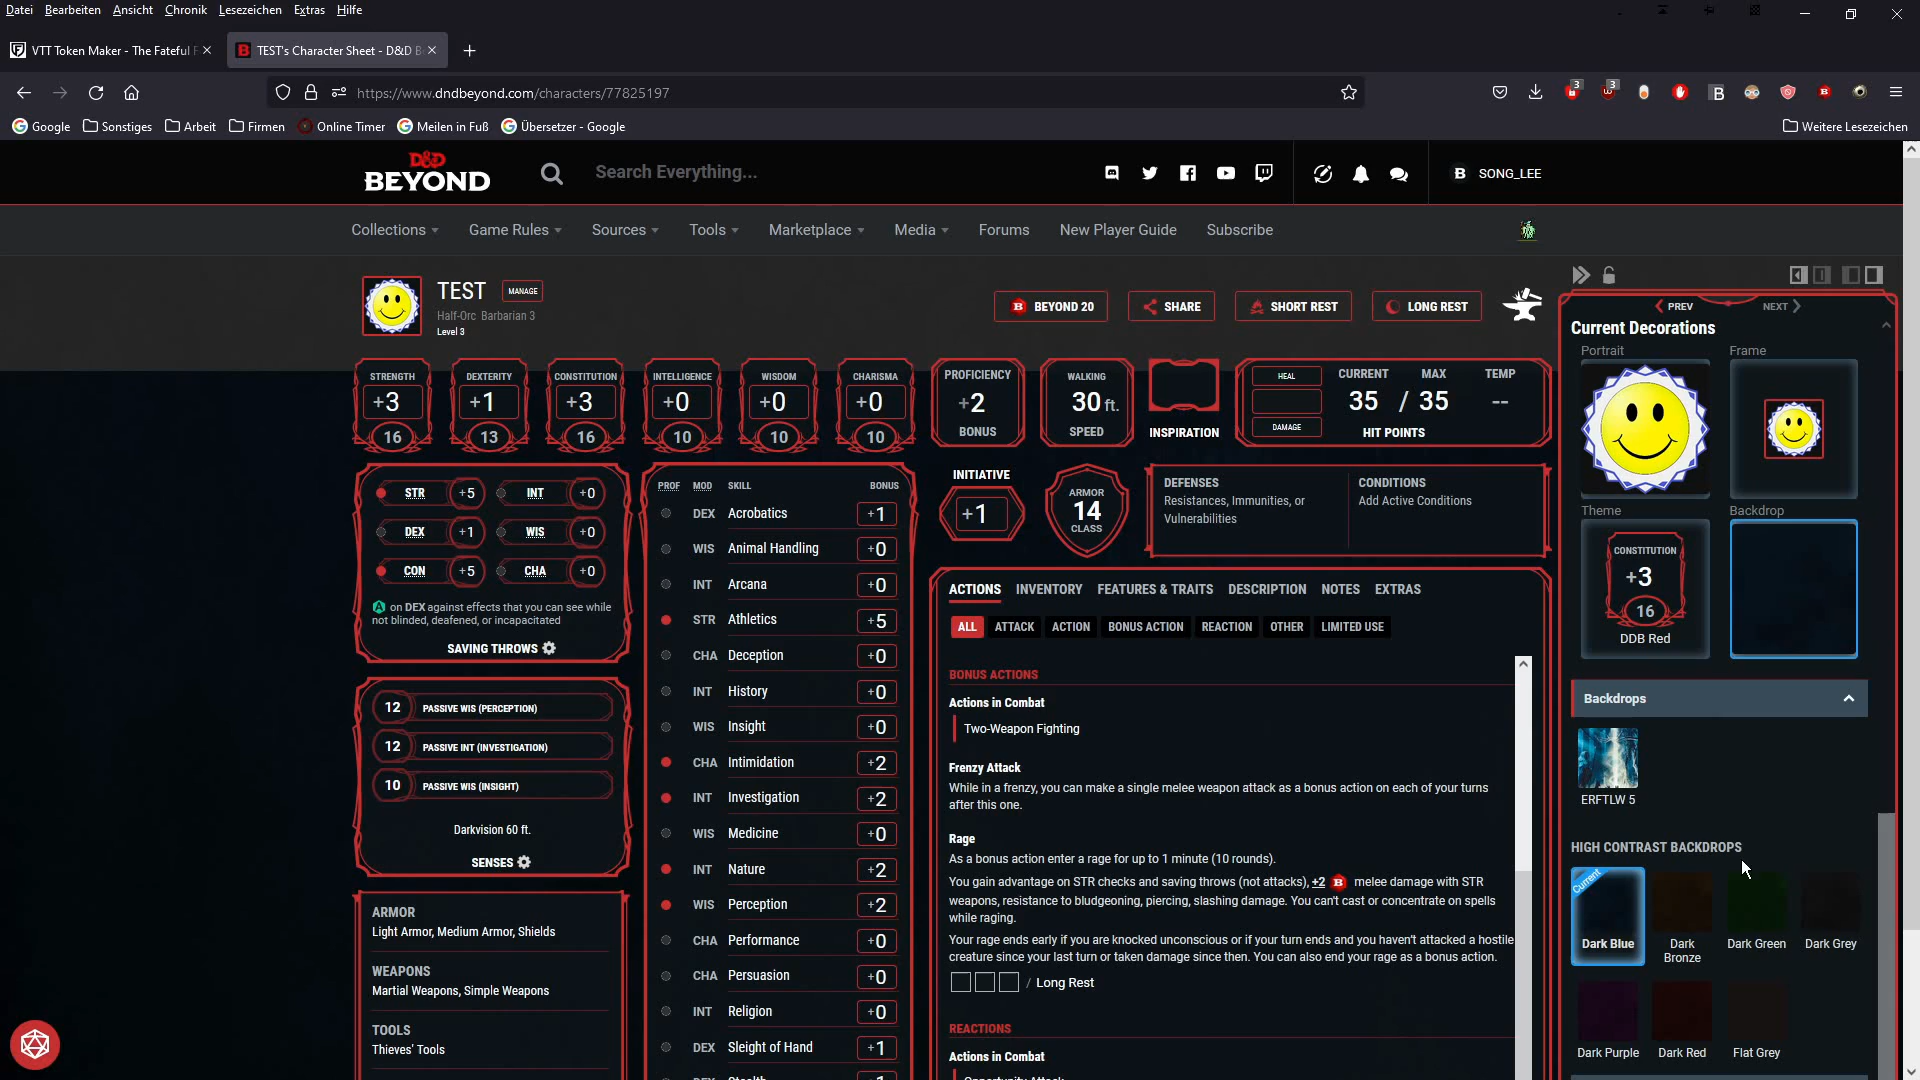 Datei Bearbeiten Ansicht Chronik Lesezeichen Extras Hilfe
VTT Token Maker - The Fateful
TEST's Character Sheet - D&D B
https://www.dndbeyond.com/characters/77825197
3 3
Google Sonstiges Arbeit Firmen Online Timer Meilen in Fuß Übersetzer - Google Weitere Lesezeichen
D&D
BEYOND
Search Everything...
SONG_LEE
Collections Game Rules Sources Tools Marketplace Media Forums New Player Guide Subscribe
TEST MANAGE
Half-Orc Barbarian 3
Level 3
BEYOND 20 SHARE SHORT REST LONG REST
STRENGTH
+3
16
DEXTERITY
+1
13
CONSTITUTION
+3
16
INTELLIGENCE
+0
10
WISDOM
+0
10
CHARISMA
+0
10
PROFICIENCY
+2
BONUS
WALKING
30 ft.
SPEED
INSPIRATION
HEAL
DAMAGE
CURRENT MAX TEMP
35 / 35 --
HIT POINTS
STR +5 INT +0
DEX +1 WIS +0
CON +5 CHA +0
on DEX against effects that you can see while
not blinded, deafened, or incapacitated
SAVING THROWS
12 PASSIVE WIS (PERCEPTION)
12 PASSIVE INT (INVESTIGATION)
10 PASSIVE WIS (INSIGHT)
Darkvision 60 ft.
SENSES
ARMOR
Light Armor, Medium Armor, Shields
WEAPONS
Martial Weapons, Simple Weapons
TOOLS
Thieves' Tools
PROF MOD SKILL BONUS
DEX Acrobatics +1
WIS Animal Handling +0
INT Arcana +0
STR Athletics +5
CHA Deception +0
INT History +0
WIS Insight +0
CHA Intimidation +2
INT Investigation +2
WIS Medicine +0
INT Nature +2
WIS Perception +2
CHA Performance +0
CHA Persuasion +0
INT Religion +0
DEX Sleight of Hand +1
DEX Stealth +1
INITIATIVE
+1
ARMOR
14
CLASS
DEFENSES
Resistances, Immunities, or
Vulnerabilities
CONDITIONS
Add Active Conditions
ACTIONS INVENTORY FEATURES & TRAITS DESCRIPTION NOTES EXTRAS
ALL ATTACK ACTION BONUS ACTION REACTION OTHER LIMITED USE
BONUS ACTIONS
Actions in Combat
Two-Weapon Fighting
Frenzy Attack
While in a frenzy, you can make a single melee weapon attack as a bonus action on each of your turns
after this one.
Rage
As a bonus action enter a rage for up to 1 minute (10 rounds).
You gain advantage on STR checks and saving throws (not attacks), +2 melee damage with STR
weapons, resistance to bludgeoning, piercing, slashing damage. You can't cast or concentrate on spells
while raging.
Your rage ends early if you are knocked unconscious or if your turn ends and you haven't attacked a hostile
creature since your last turn or taken damage since then. You can also end your rage as a bonus action.
/ Long Rest
REACTIONS
Actions in Combat
Opportunity Attack
PREV NEXT
Current Decorations
Portrait Frame
Theme Backdrop
CONSTITUTION
+3
16
DDB Red
Backdrops
ERFTLW 5
HIGH CONTRAST BACKDROPS
Current
Dark Blue
Dark
Bronze
Dark Green
Dark Grey
Dark Purple
Dark Red
Flat Grey